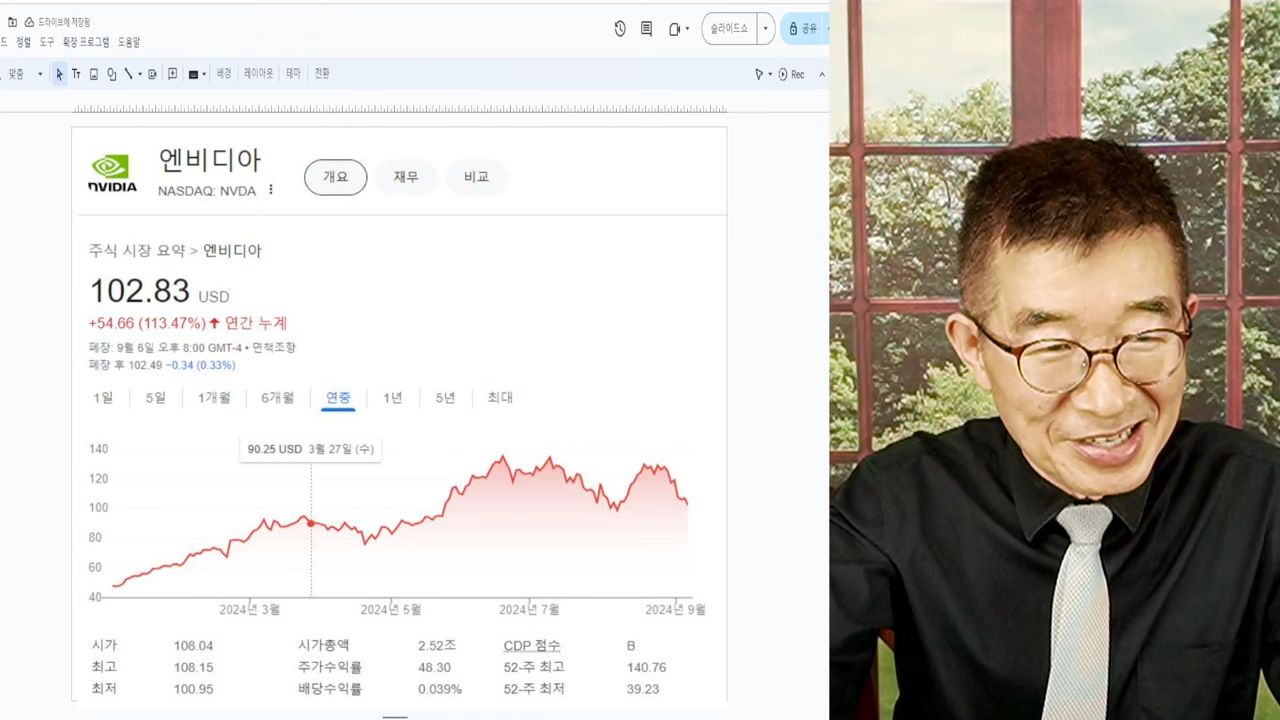 드라이브에 저장됨
드 정렬 도구 확장 프로그램 도움말
슬라이드쇼
공유
맞춤
Tт
배경 레이아웃 테마 전환
Rec
엔비디아
NVIDIA
NASDAQ: NVDA
개요 재무 비교
주식 시장 요약 > 엔비디아
102.83 USD
+54.66 (113.47%) ↑ 연간 누계
폐장: 9월 6일 오후 8:00 GMT-4 • 면책조항
폐장 후 102.49 −0.34 (0.33%)
1일 5일 1개월 6개월 연중 1년 5년 최대
90.25 USD 3월 27일 (수)
140
120
100
80
60
40
2024년 3월 2024년 5월 2024년 7월 2024년 9월
시가 108.04 시가총액 2.52조 CDP 점수 B
최고 108.15 주가수익률 48.30 52-주 최고 140.76
최저 100.95 배당수익률 0.039% 52-주 최저 39.23